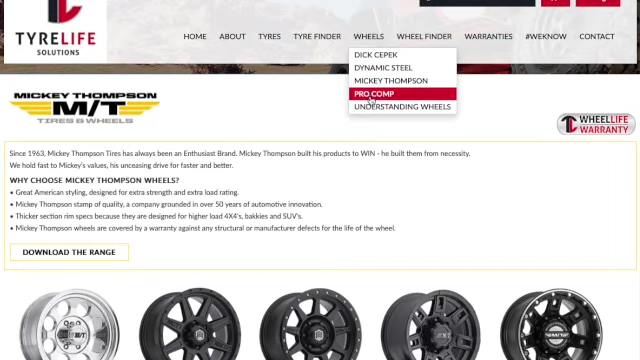 TYRELIFE
SOLUTIONS
HOME ABOUT TYRES TYRE FINDER WHEELS WHEEL FINDER WARRANTIES #WEKNOW CONTACT
DICK CEPEK
DYNAMIC STEEL
MICKEY THOMPSON
PRO COMP
UNDERSTANDING WHEELS
MICKEY THOMPSON
M/T
TIRES & WHEELS
WHEELLIFE
WARRANTY
Since 1963, Mickey Thompson Tires has always been an Enthusiast Brand. Mickey Thompson built his products to WIN - he built them from necessity.
We hold fast to Mickey's values, his unceasing drive for faster and better.
WHY CHOOSE MICKEY THOMPSON WHEELS?
• Great American styling, designed for extra strength and extra load rating.
• Mickey Thompson stamp of quality, a company grounded in over 50 years of automotive innovation.
• Thicker section rim specs because they are designed for higher load 4X4's, bakkies and SUV's.
• Mickey Thompson wheels are covered by a warranty against any structural or manufacturer defects for the life of the wheel.
DOWNLOAD THE RANGE
M/T